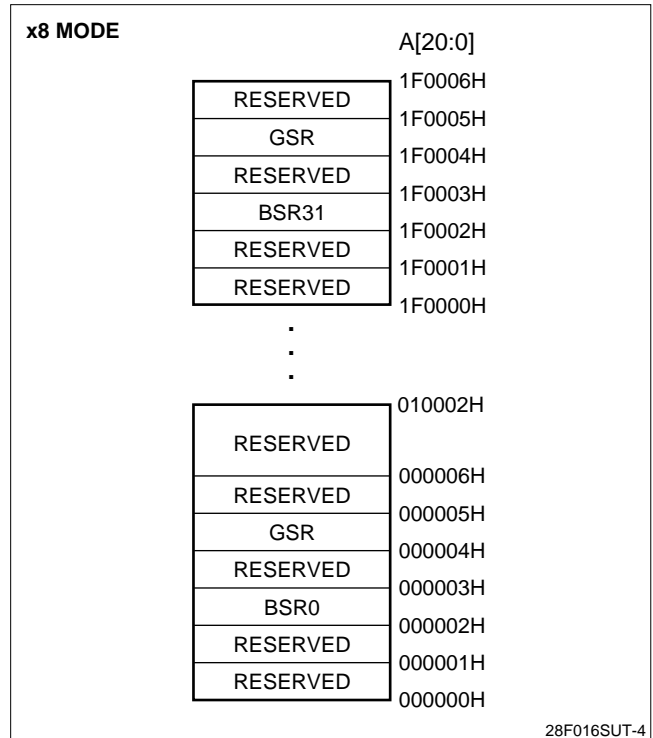 x8 MODE
A[20:0]
1F0006H
RESERVED
1F0005H
GSR
1F0004H
RESERVED
1F0003H
BSR31
1F0002H
RESERVED
1F0001H
RESERVED
1F0000H
.
.
.
010002H
RESERVED
000006H
RESERVED
000005H
GSR
000004H
RESERVED
000003H
BSR0
000002H
RESERVED
000001H
RESERVED
000000H
28F016SUT-4